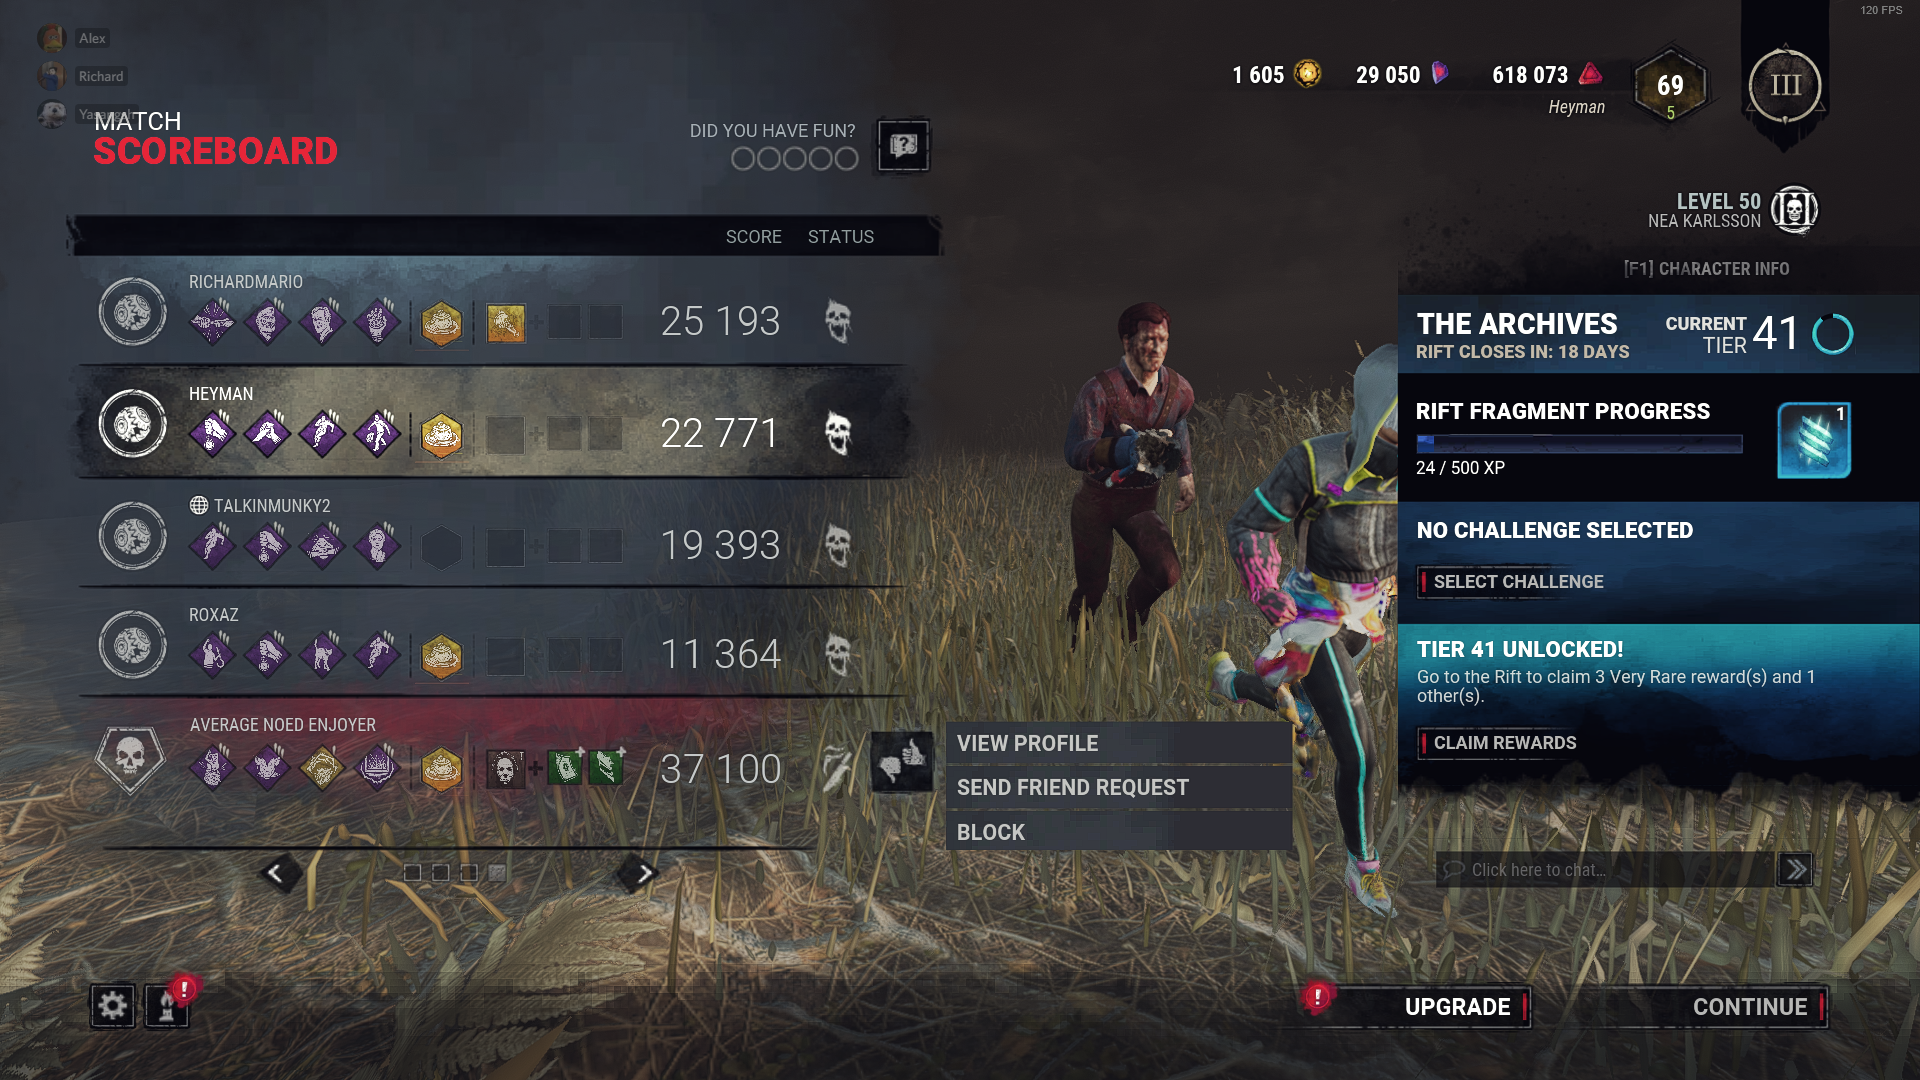 120 FPS
Alex
Richard
MATCH
SCOREBOARD
DID YOU HAVE FUN?
1 605
29 050
618 073
Heyman
69
5
III
LEVEL 50
NEA KARLSSON
[F1] CHARACTER INFO
SCORE STATUS
RICHARDMARIO
25 193
HEYMAN
22 771
TALKINMUNKY2
19 393
ROXAZ
11 364
AVERAGE NOED ENJOYER
37 100
VIEW PROFILE
SEND FRIEND REQUEST
BLOCK
THE ARCHIVES
RIFT CLOSES IN: 18 DAYS
CURRENT
TIER 41
RIFT FRAGMENT PROGRESS
1
24 / 500 XP
NO CHALLENGE SELECTED
SELECT CHALLENGE
TIER 41 UNLOCKED!
Go to the Rift to claim 3 Very Rare reward(s) and 1
other(s).
CLAIM REWARDS
Click here to chat...
UPGRADE
CONTINUE